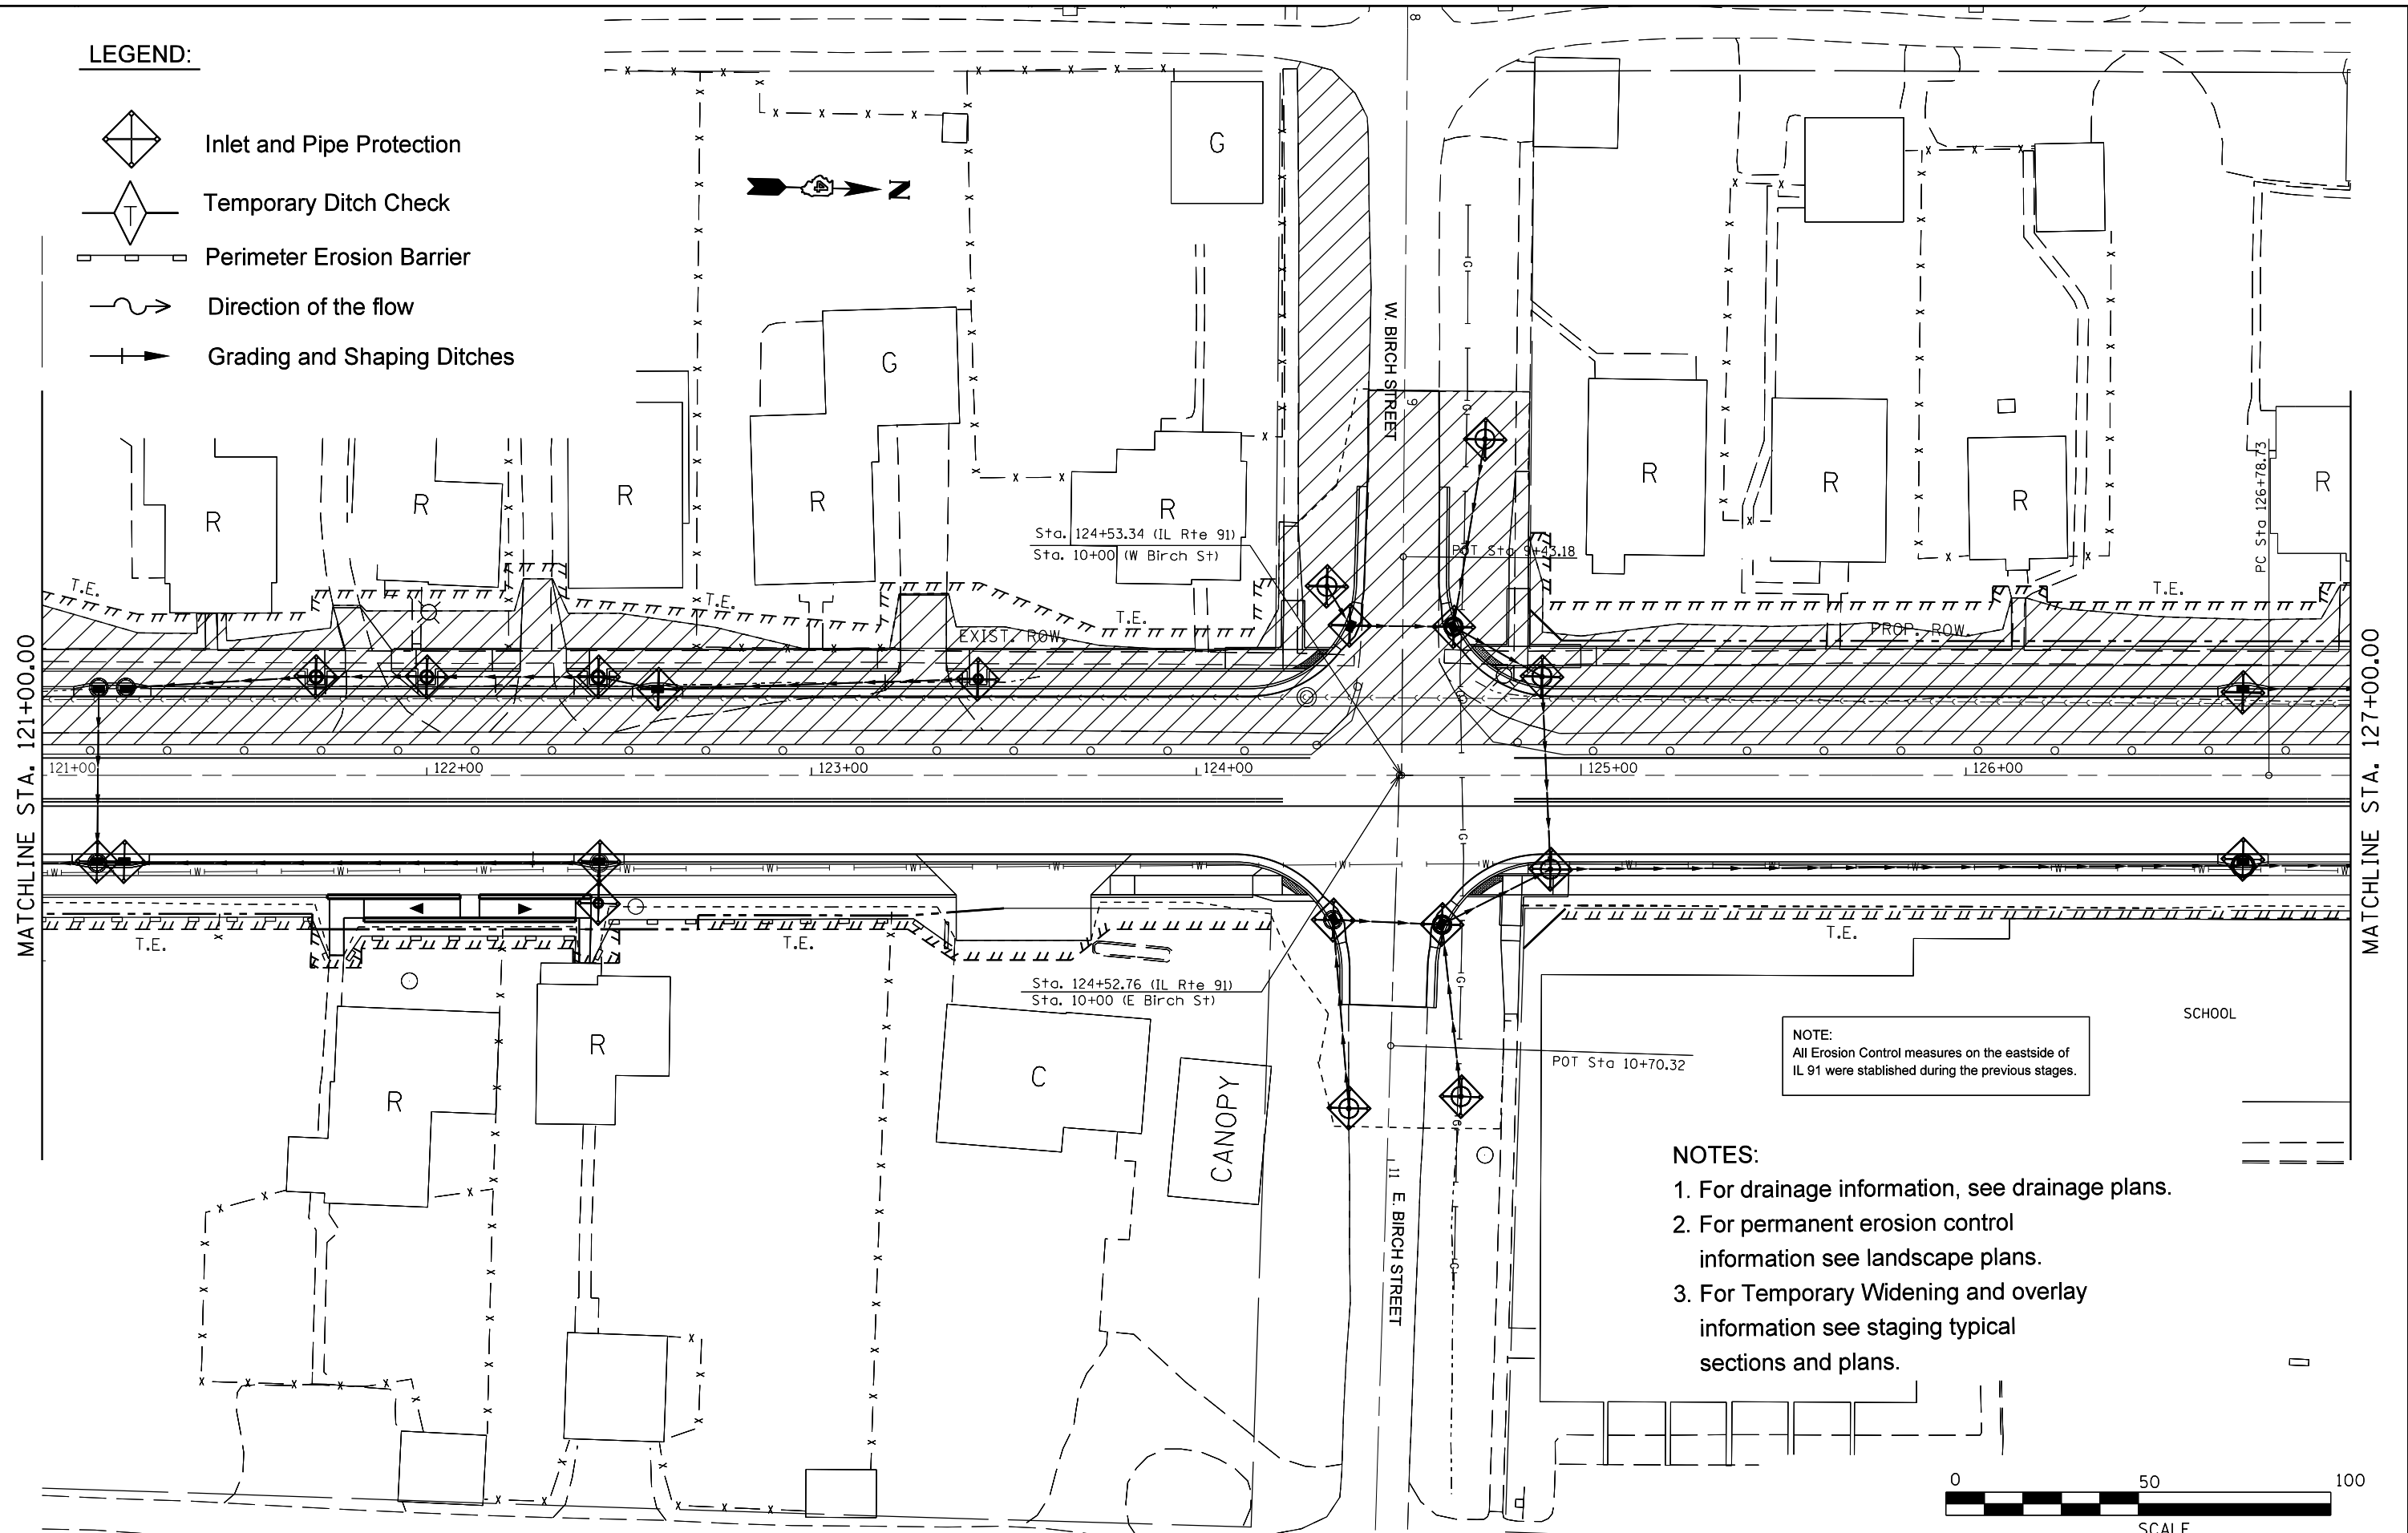 LEGEND:
Inlet and Pipe Protection
T
Temporary Ditch Check
Perimeter Erosion Barrier
Direction of the flow
Grading and Shaping Ditches
N
G
G
8
W. BIRCH STREET
9
G
G
R
R
R
R
R
R
R
R
R
Sta. 124+53.34 (IL Rte 91)
Sta. 10+00 (W Birch St)
POT Sta 9+43.18
PC Sta 126+78.73
T.E.
T.E.
T.E.
T.E.
EXIST. ROW.
PROP. ROW.
MATCHLINE STA. 121+00.00
MATCHLINE STA. 127+00.00
121+00
122+00
123+00
124+00
125+00
126+00
G
W W W W W W W W W W W W W W W W
T.E.
T.E.
T.E.
Sta. 124+52.76 (IL Rte 91)
Sta. 10+00 (E Birch St)
POT Sta 10+70.32
R
R
C
CANOPY
G
G
G
11
E. BIRCH STREET
SCHOOL
NOTE:
All Erosion Control measures on the eastside of
IL 91 were stablished during the previous stages.
NOTES:
1. For drainage information, see drainage plans.
2. For permanent erosion control
information see landscape plans.
3. For Temporary Widening and overlay
information see staging typical
sections and plans.
0 50 100
SCALE